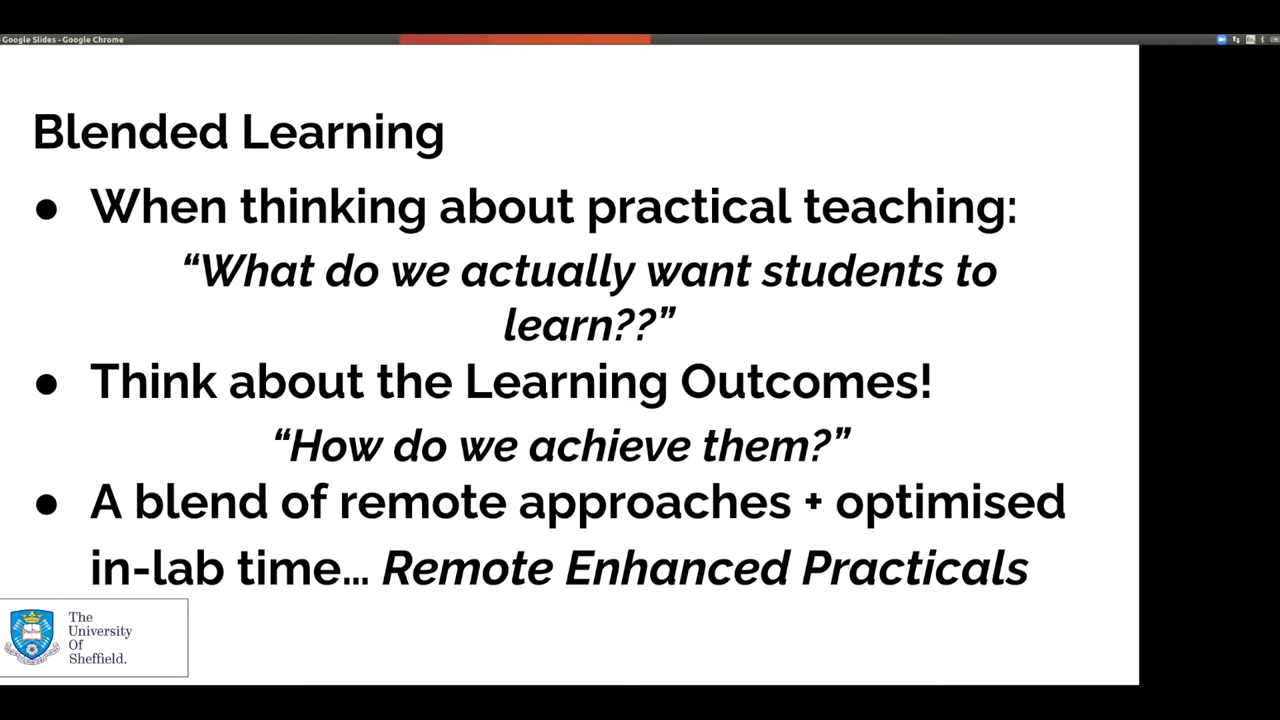 Google Slides - Google Chrome
Blended Learning
● When thinking about practical teaching:
“What do we actually want students to
learn??”
● Think about the Learning Outcomes!
“How do we achieve them?”
● A blend of remote approaches + optimised
in-lab time... Remote Enhanced Practicals
The
University
Of
Sheffield.